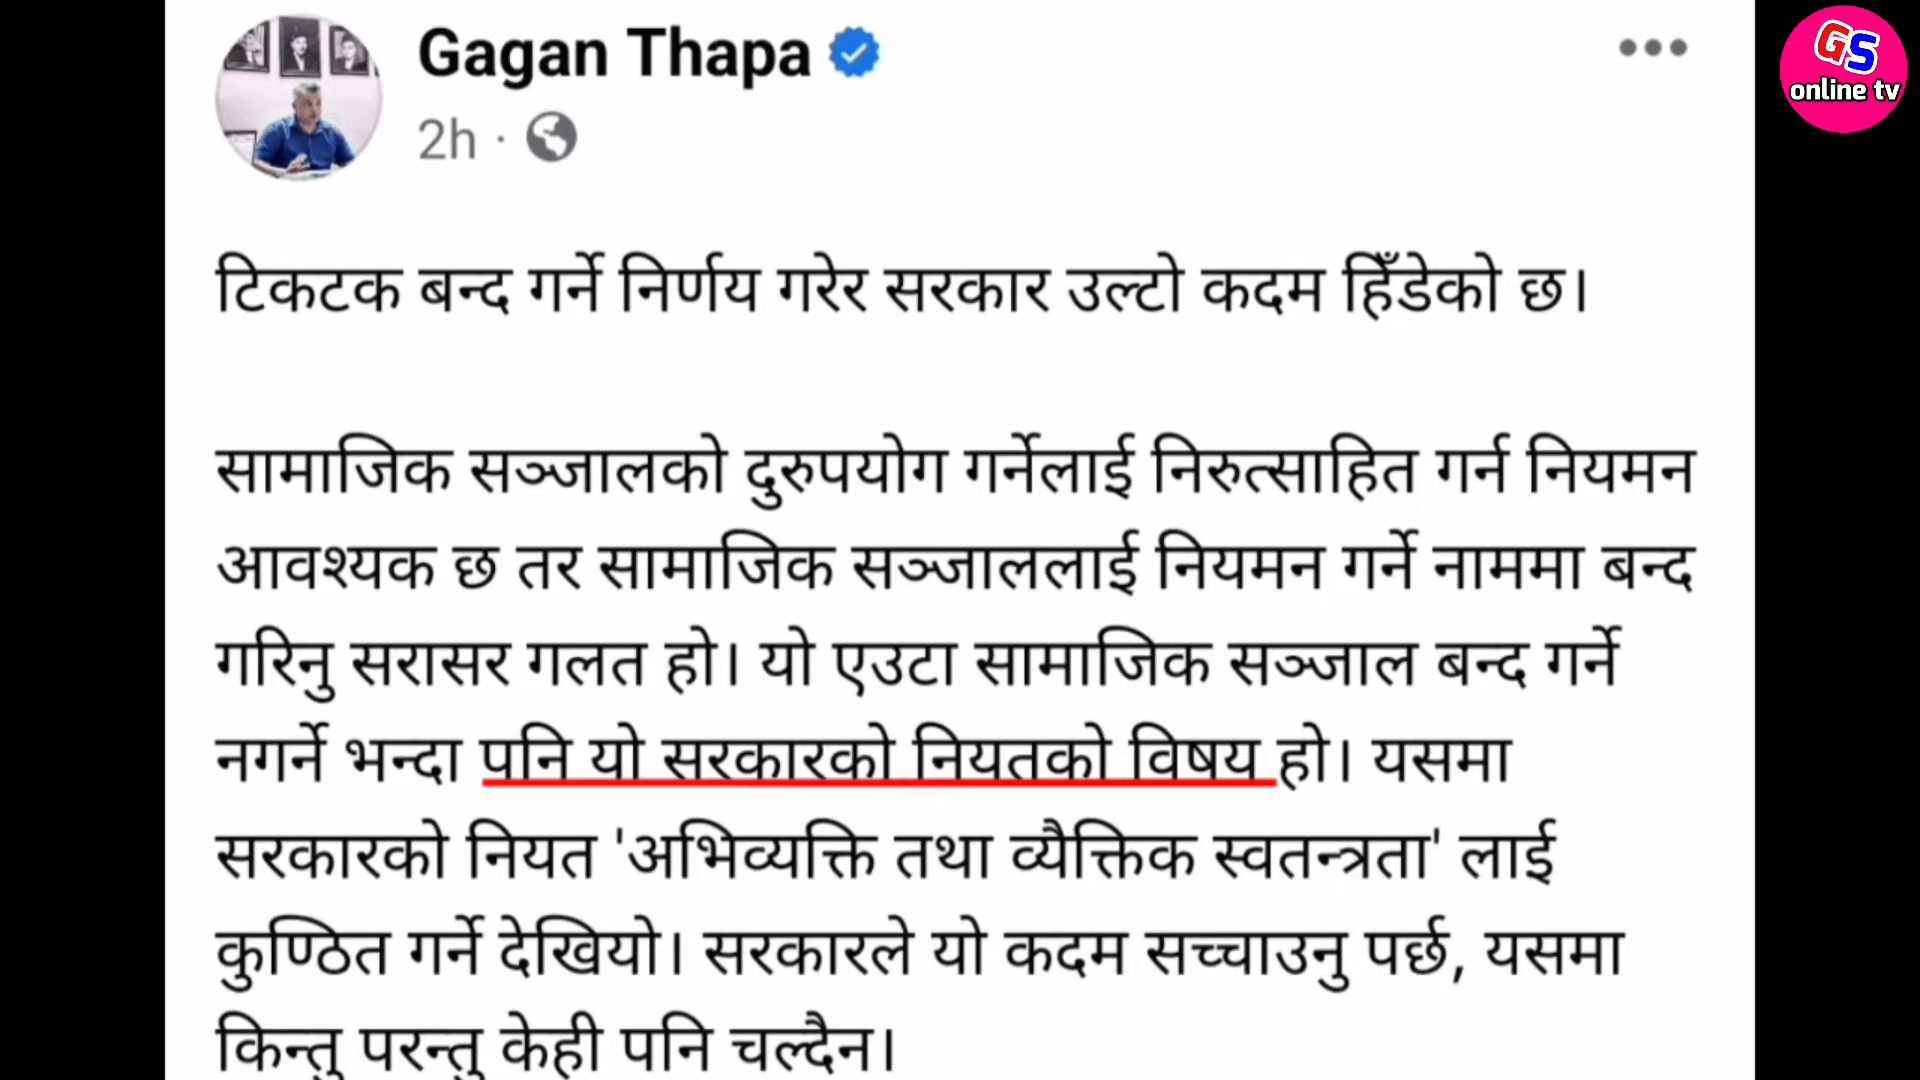 Gagan Thapa
2h ·
GS
online tv
टिकटक बन्द गर्ने निर्णय गरेर सरकार उल्टो कदम हिँडेको छ।
सामाजिक सञ्जालको दुरुपयोग गर्नेलाई निरुत्साहित गर्न नियमन
आवश्यक छ तर सामाजिक सञ्जाललाई नियमन गर्ने नाममा बन्द
गरिनु सरासर गलत हो। यो एउटा सामाजिक सञ्जाल बन्द गर्ने
नगर्ने भन्दा पनि यो सरकारको नियतको विषय हो। यसमा
सरकारको नियत 'अभिव्यक्ति तथा व्यैक्तिक स्वतन्त्रता' लाई
कुण्ठित गर्ने देखियो। सरकारले यो कदम सच्चाउनु पर्छ, यसमा
किन्तु परन्तु केही पनि चल्दैन।